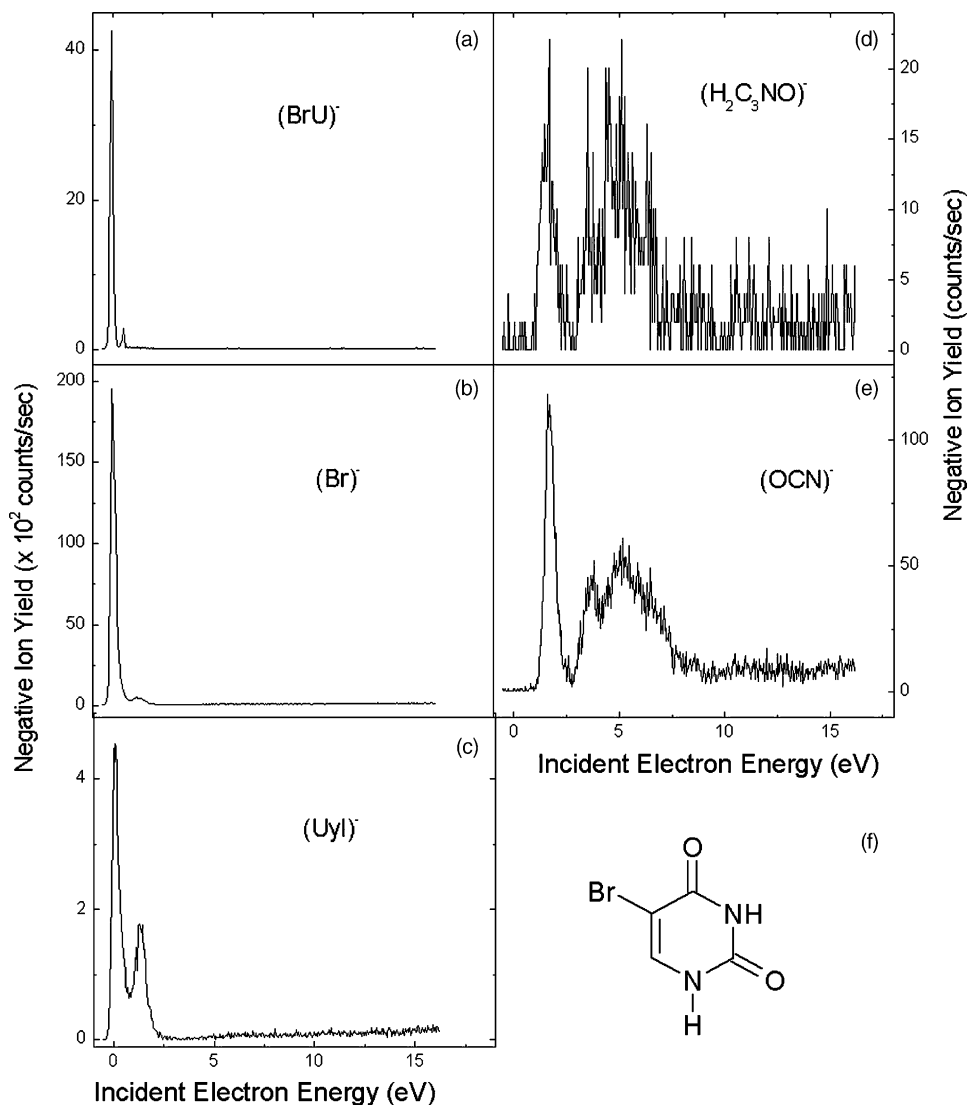 (a)
(BrU)-
40
20
0
(b)
(Br)-
200
150
100
50
0
(c)
(Uyl)-
4
2
0
0 5 10 15
Incident Electron Energy (eV)
Negative Ion Yield (x 10² counts/sec)
(d)
(H₂C₃NO)-
20
15
10
5
0
(e)
(OCN)-
100
50
0
0 5 10 15
Incident Electron Energy (eV)
Negative Ion Yield (counts/sec)
(f)
O
Br
NH
O
N
H